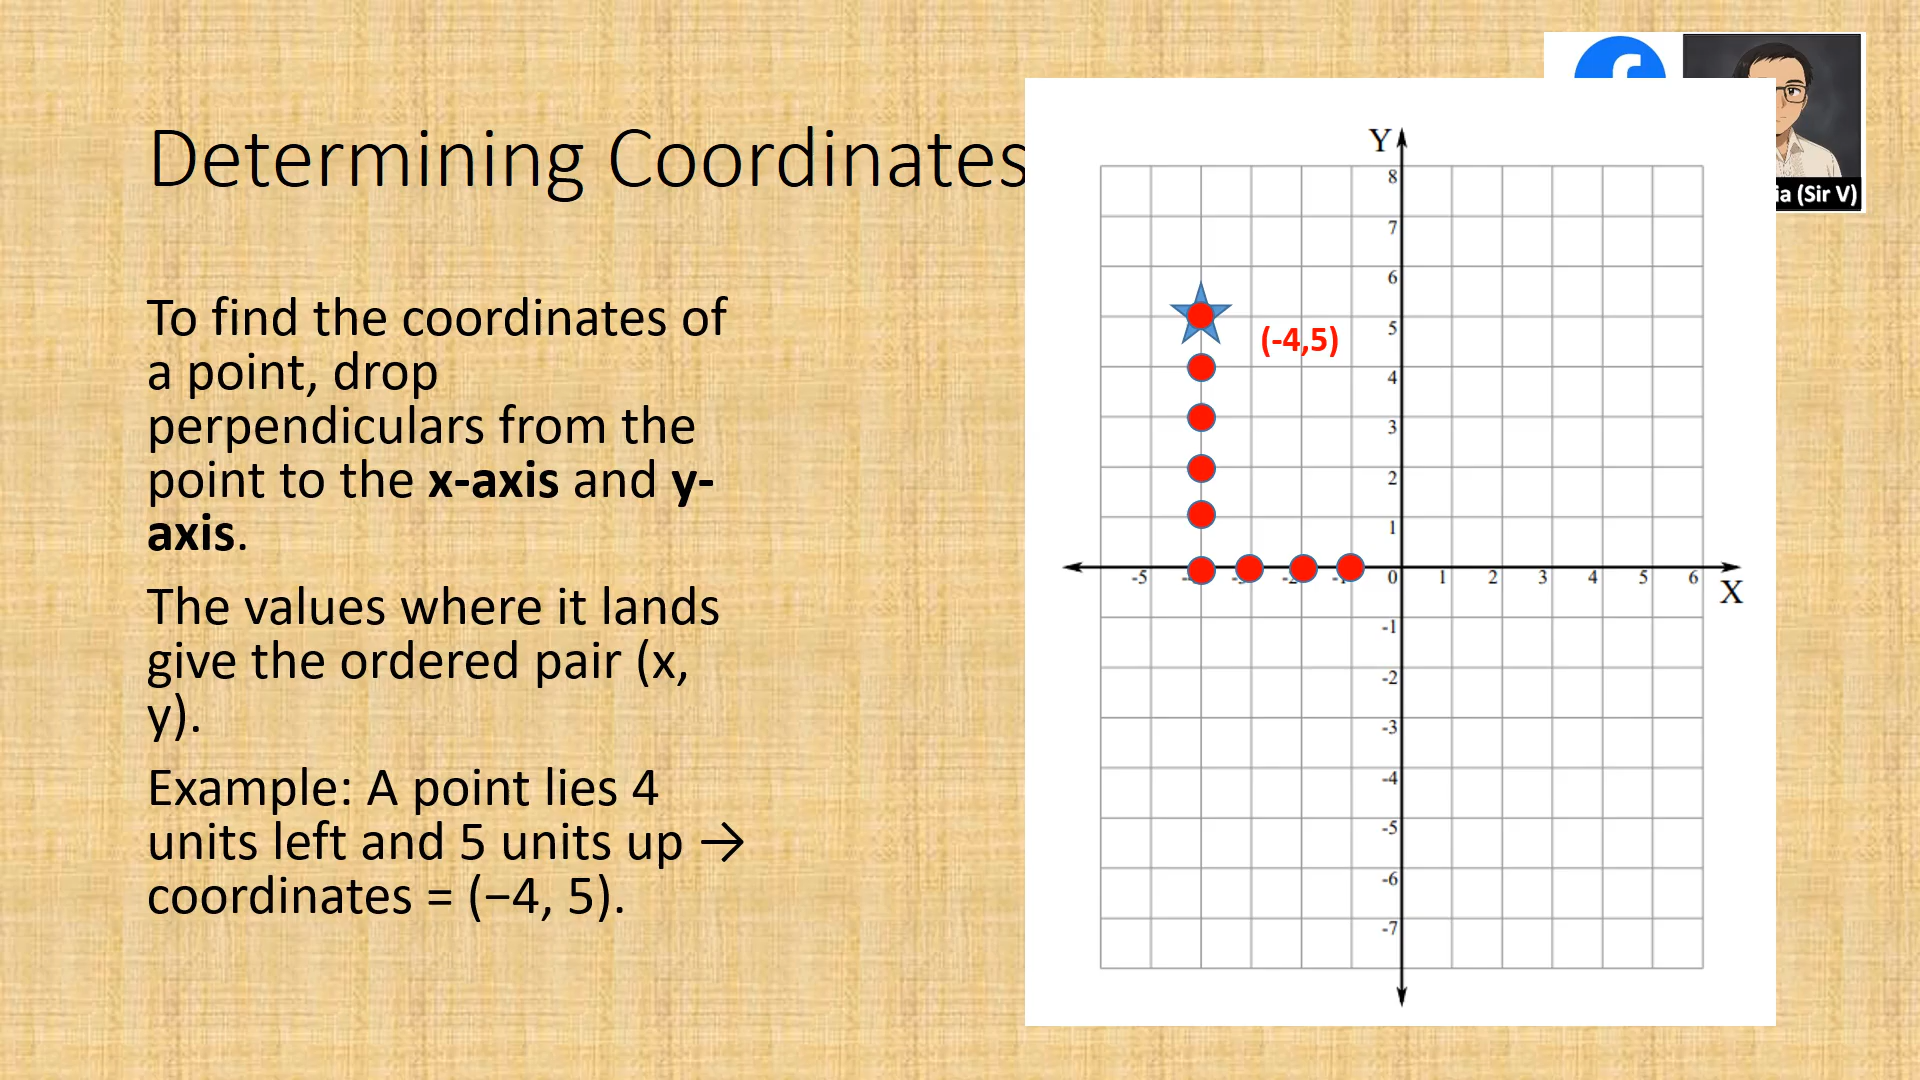 Determining Coordinates
To find the coordinates of
a point, drop
perpendiculars from the
point to the x-axis and y-
axis.
The values where it lands
give the ordered pair (x,
y).
Example: A point lies 4
units left and 5 units up →
coordinates = (−4, 5).
(Sir V)
Y
8
7
6
5
(-4,5)
4
3
2
1
-5 0 1 2 3 4 5 6
X
-1
-2
-3
-4
-5
-6
-7